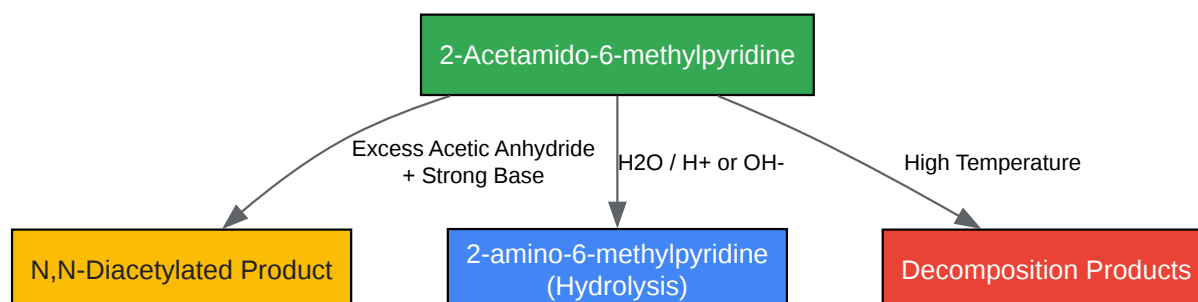 2-Acetamido-6-methylpyridine
Excess Acetic Anhydride
+ Strong Base
H2O / H+ or OH-
High Temperature
N,N-Diacetylated Product
2-amino-6-methylpyridine
(Hydrolysis)
Decomposition Products